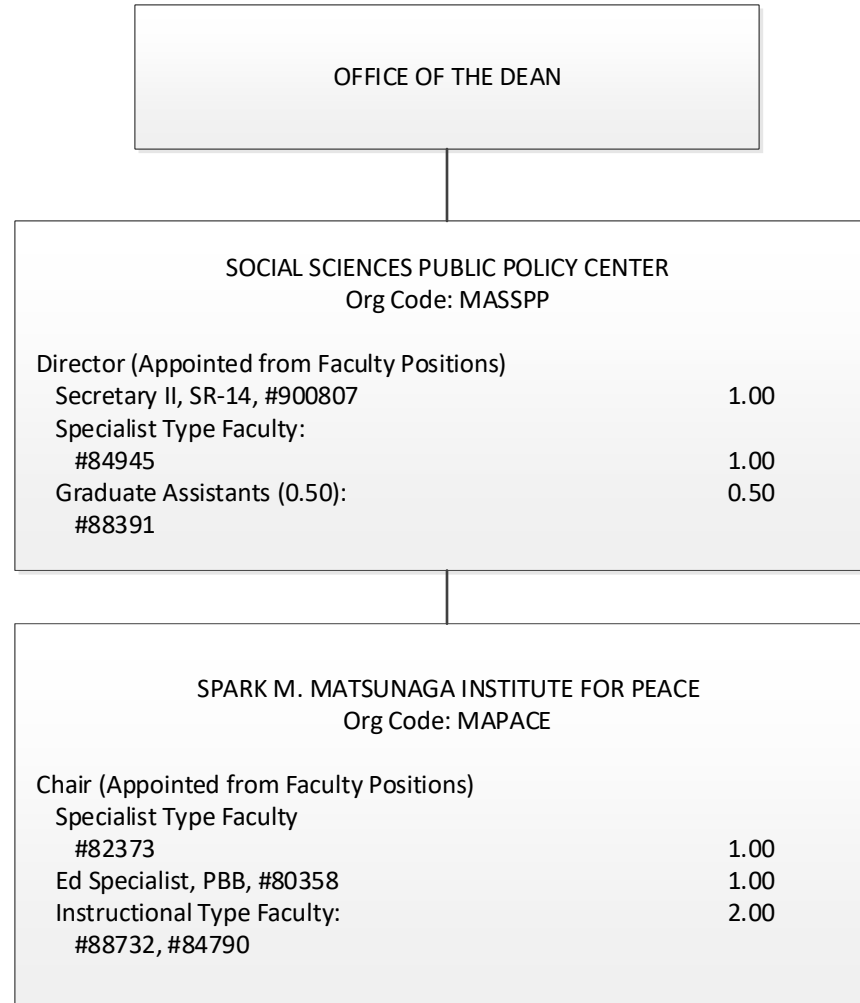 OFFICE OF THE DEAN
SOCIAL SCIENCES PUBLIC POLICY CENTER
Org Code: MASSPP
Director (Appointed from Faculty Positions)
Secretary II, SR-14, #900807 1.00
Specialist Type Faculty:
#84945 1.00
Graduate Assistants (0.50): 0.50
#88391
SPARK M. MATSUNAGA INSTITUTE FOR PEACE
Org Code: MAPACE
Chair (Appointed from Faculty Positions)
Specialist Type Faculty
#82373 1.00
Ed Specialist, PBB, #80358 1.00
Instructional Type Faculty: 2.00
#88732, #84790